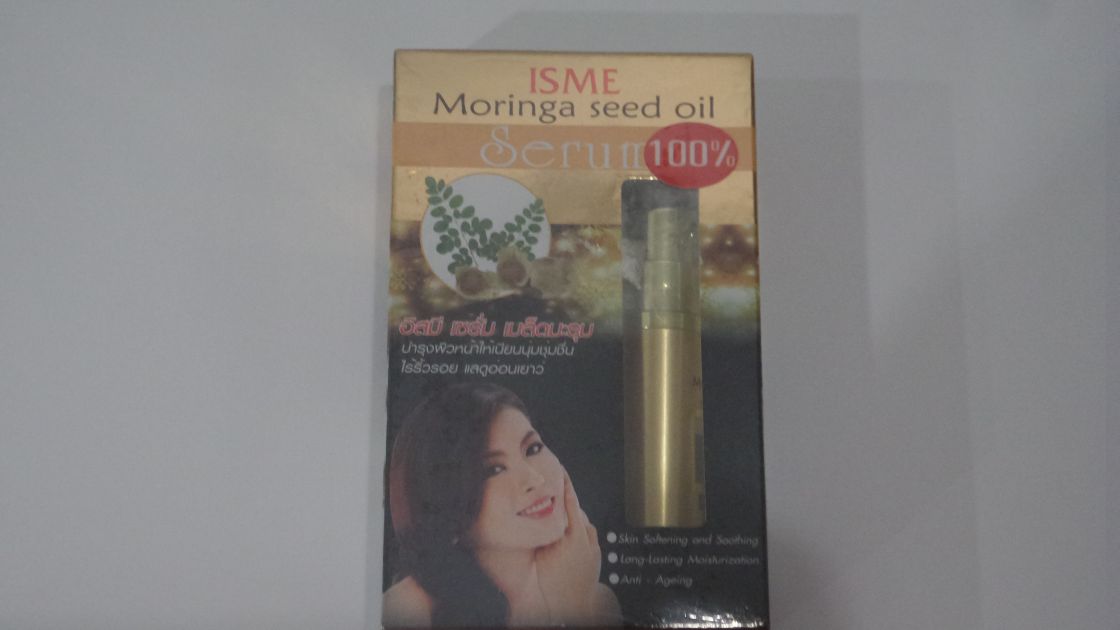 ISME
Moringa seed oil
Serum
100%
อิสมี เซรั่ม เมล็ดมะรุม
บำรุงผิวหน้าให้เนียนนุ่มชุ่มชื่น
ไร้ริ้วรอย แลดูอ่อนเยาว์
Skin Softening and Soothing
Long-Lasting Moisturization
Anti - Ageing